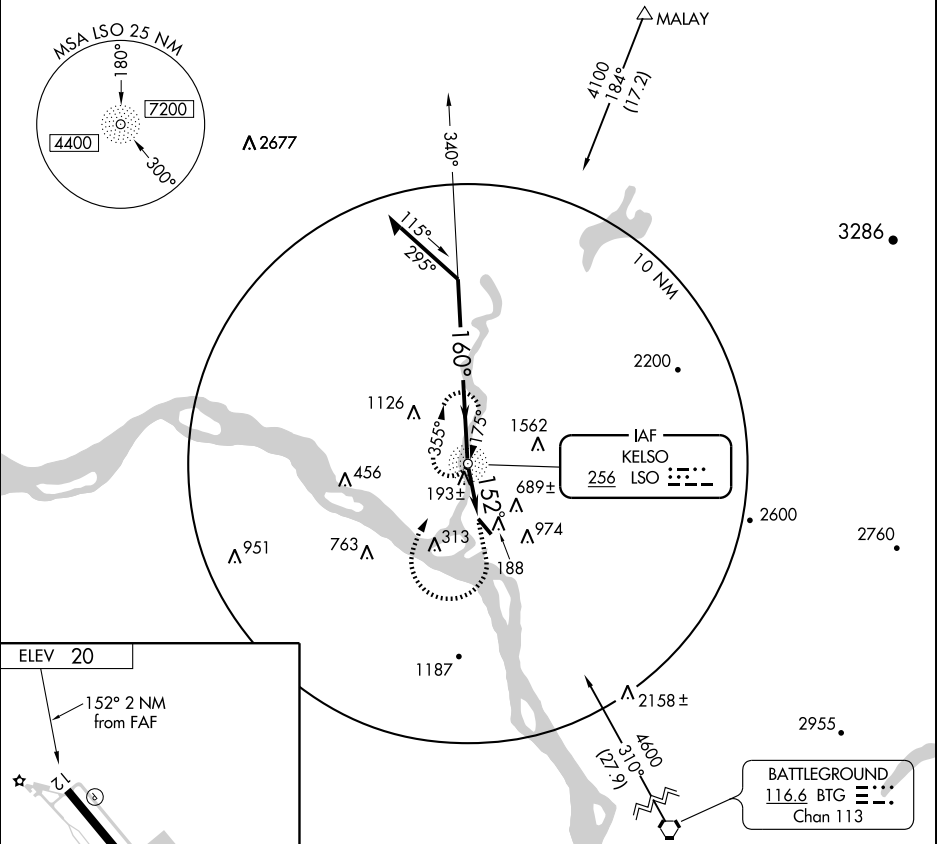 MSA LSO 25 NM
180°
7200
4400
300°
2677
MALAY
4100
184°
(17.2)
340°
115°
295°
3286
10 NM
160°
2200
1126
355°
175°
1562
IAF
KELSO
256 LSO
456
193±
152°
689±
2600
951
763
313
974
2760
188
1187
2158±
ELEV 20
152° 2 NM
from FAF
12
R
4600
310°
(27.9)
2955
BATTLEGROUND
116.6 BTG
Chan 113